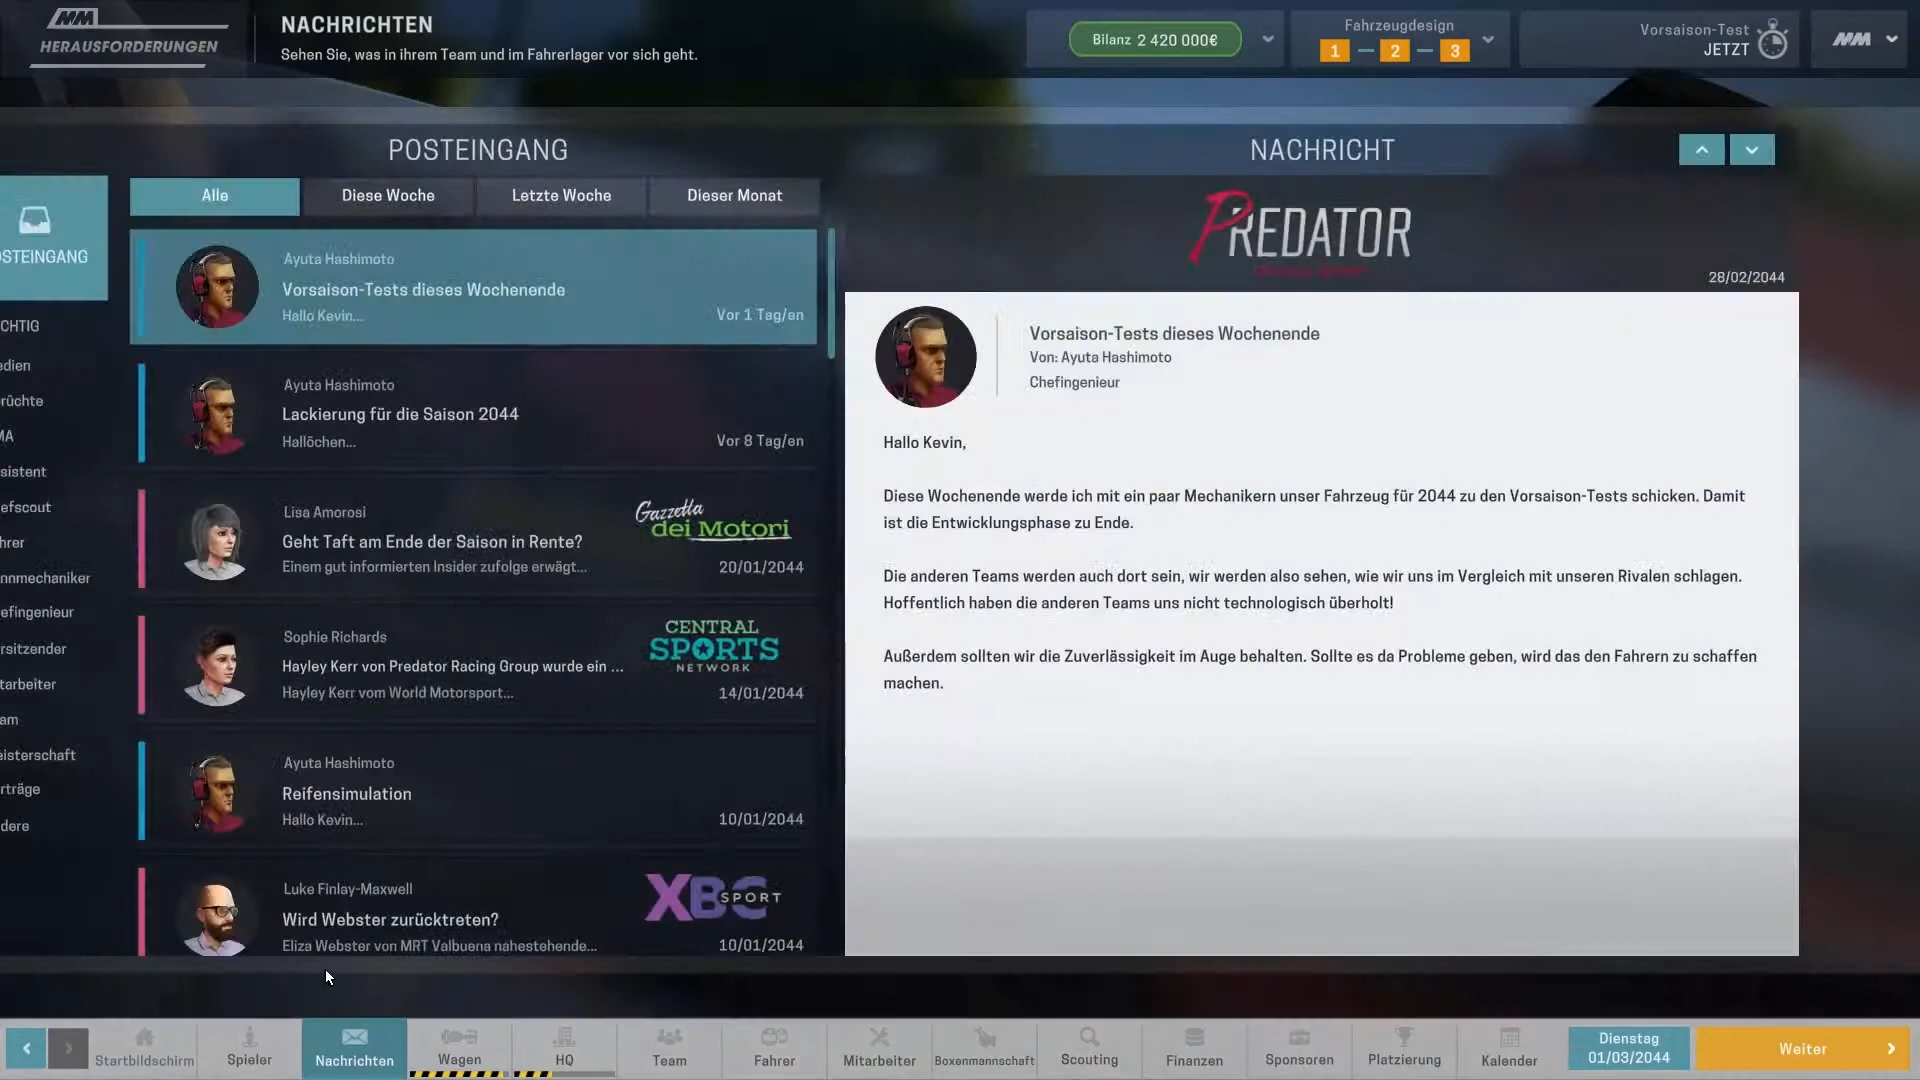 MM
HERAUSFORDERUNGEN
NACHRICHTEN
Sehen Sie, was in ihrem Team und im Fahrerlager vor sich geht.
Bilanz 2 420 000€
Fahrzeugdesign
1 2 3
Vorsaison-Test
JETZT
MM
POSTEINGANG
NACHRICHT
Alle
Diese Woche
Letzte Woche
Dieser Monat
OSTEINGANG
CHTIG
edien
rüchte
MA
sistent
efscout
hrer
nnmechaniker
efingenieur
rsitzender
tarbeiter
am
eisterschaft
rträge
dere
Ayuta Hashimoto
Vorsaison-Tests dieses Wochenende
Hallo Kevin...
Vor 1 Tag/en
Ayuta Hashimoto
Lackierung für die Saison 2044
Hallöchen...
Vor 8 Tag/en
Lisa Amorosi
Geht Taft am Ende der Saison in Rente?
Einem gut informierten Insider zufolge erwägt...
Gazzetta
dei Motori
20/01/2044
Sophie Richards
Hayley Kerr von Predator Racing Group wurde ein ...
Hayley Kerr vom World Motorsport...
CENTRAL
SPORTS
NETWORK
14/01/2044
Ayuta Hashimoto
Reifensimulation
Hallo Kevin...
10/01/2044
Luke Finlay-Maxwell
Wird Webster zurücktreten?
Eliza Webster von MRT Valbuena nahestehende...
XBC SPORT
10/01/2044
PREDATOR
28/02/2044
Vorsaison-Tests dieses Wochenende
Von: Ayuta Hashimoto
Chefingenieur
Hallo Kevin,
Diese Wochenende werde ich mit ein paar Mechanikern unser Fahrzeug für 2044 zu den Vorsaison-Tests schicken. Damit
ist die Entwicklungsphase zu Ende.
Die anderen Teams werden auch dort sein, wir werden also sehen, wie wir uns im Vergleich mit unseren Rivalen schlagen.
Hoffentlich haben die anderen Teams uns nicht technologisch überholt!
Außerdem sollten wir die Zuverlässigkeit im Auge behalten. Sollte es da Probleme geben, wird das den Fahrern zu schaffen
machen.
Startbildschirm
Spieler
Nachrichten
Wagen
HQ
Team
Fahrer
Mitarbeiter
Boxenmannschaft
Scouting
Finanzen
Sponsoren
Platzierung
Kalender
Dienstag
01/03/2044
Weiter